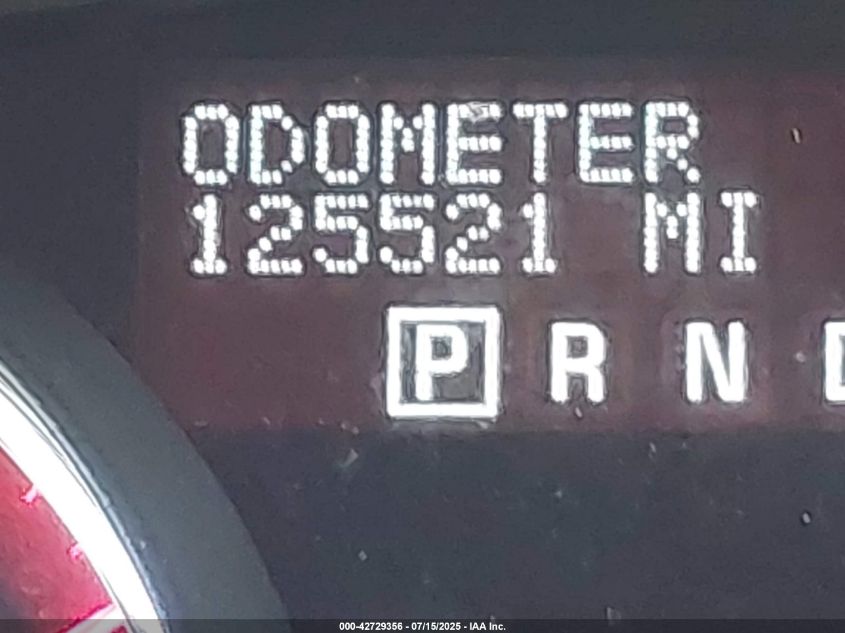 ODOMETER
125521 MI
P R N D
000-42729356 - 07/15/2025 - IAA Inc.